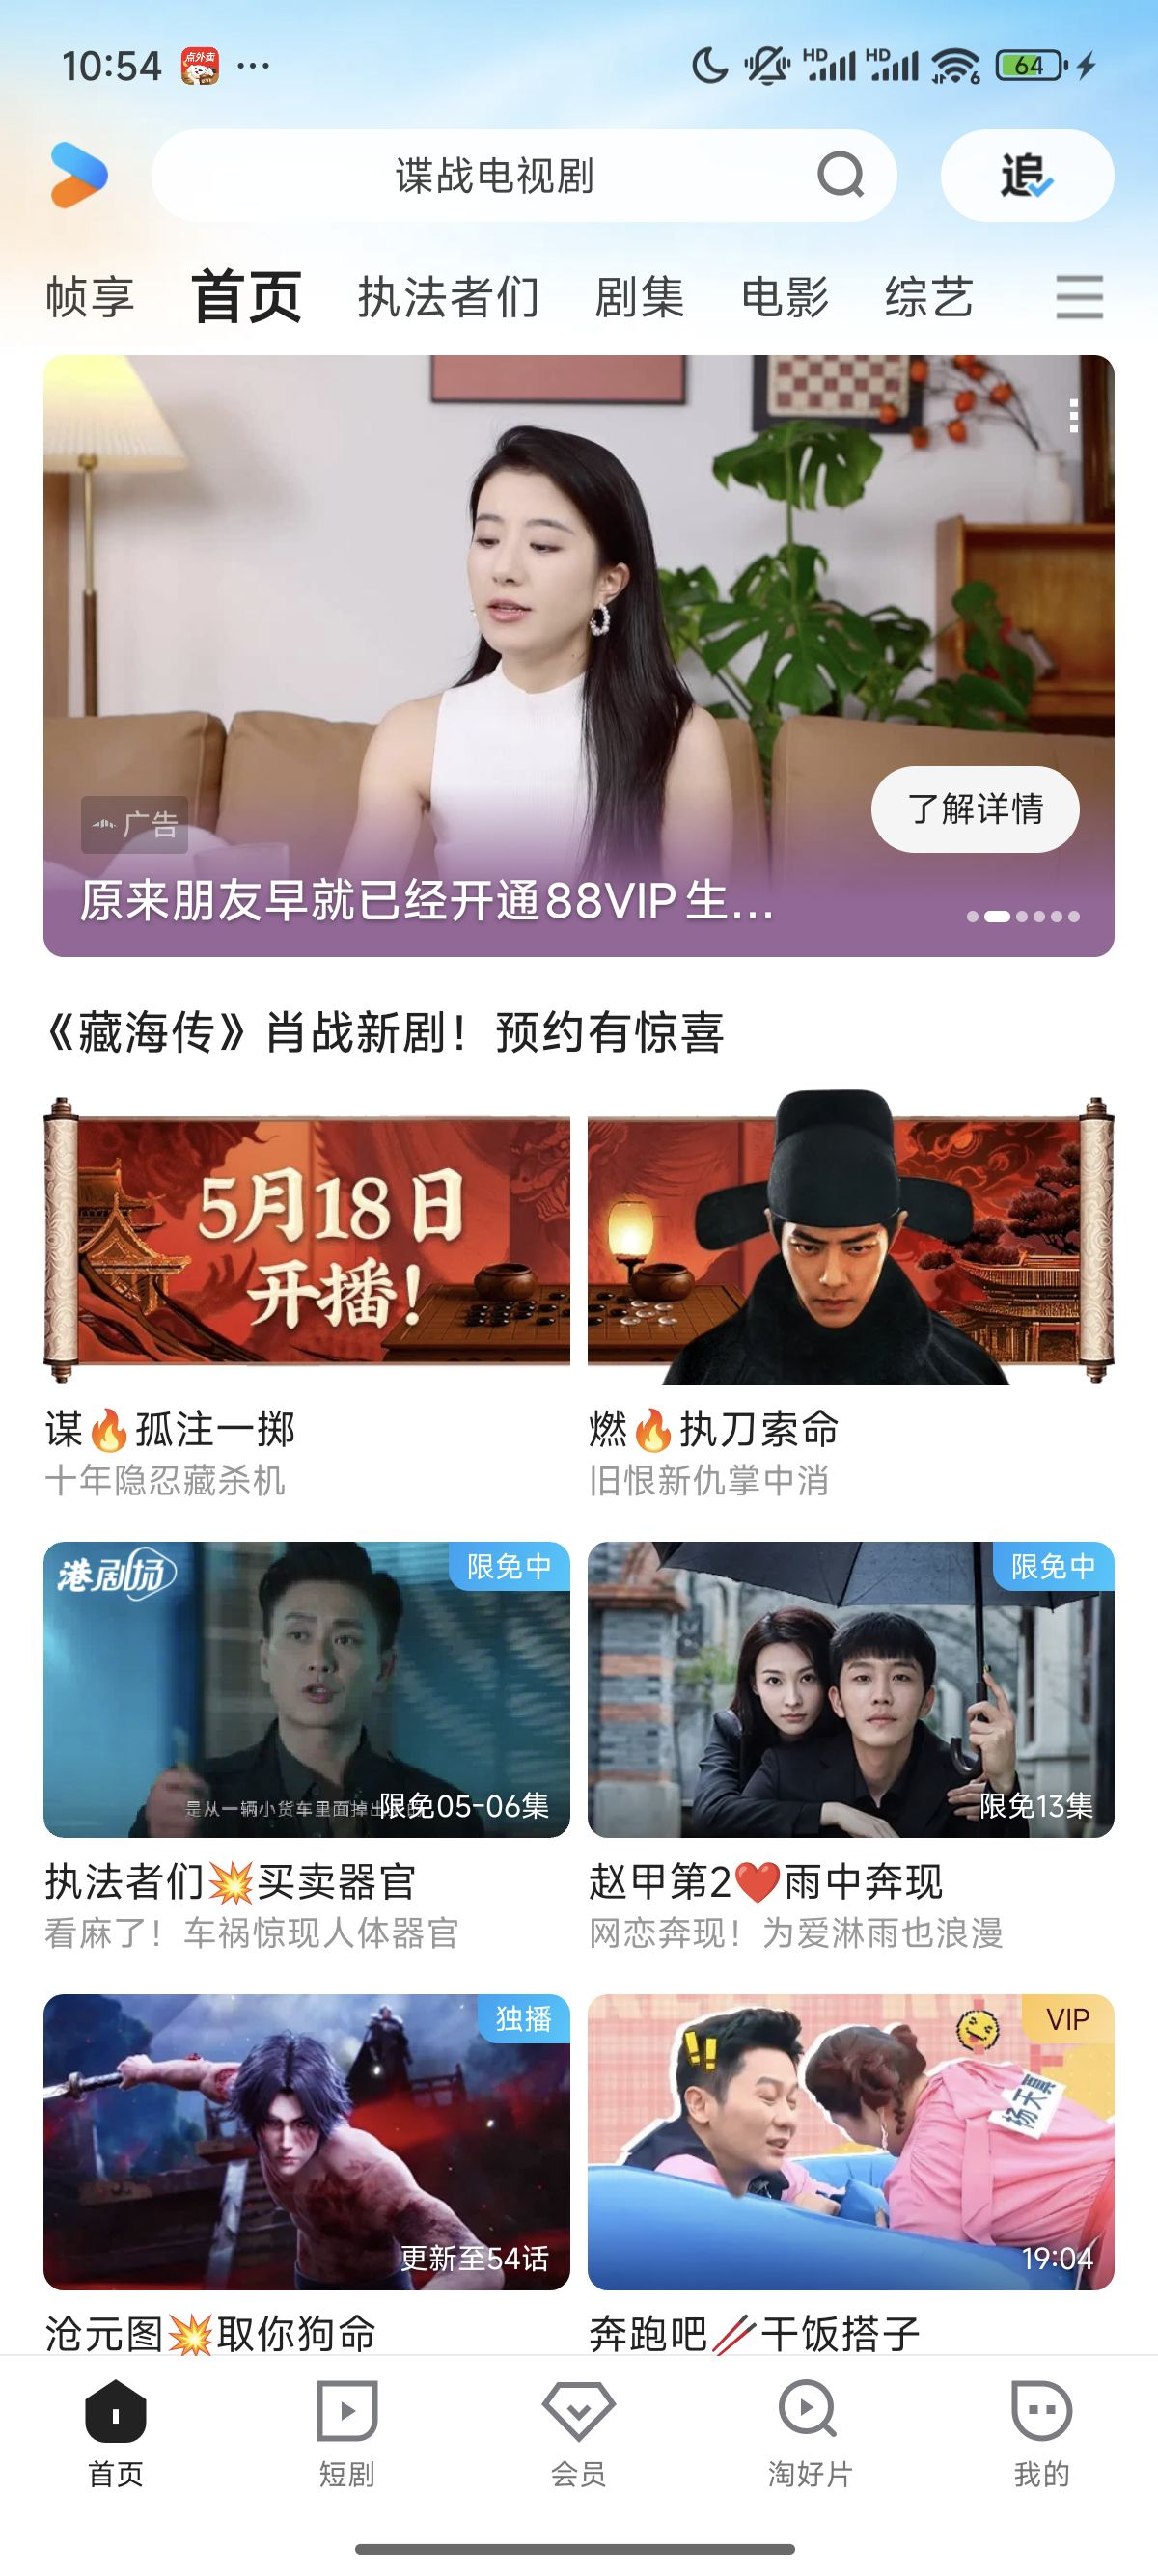 10:54
点外卖
HD
HD
6
64
谍战电视剧
追
帧享
首页
执法者们
剧集
电影
综艺
广告
了解详情
原来朋友早就已经开通88VIP生...
《藏海传》肖战新剧！预约有惊喜
5月18日
开播！
谋🔥孤注一掷
十年隐忍藏杀机
燃🔥执刀索命
旧恨新仇掌中消
港剧场
限免中
是从一辆小货车里面掉出
限免05-06集
限免中
限免13集
执法者们💥买卖器官
看麻了！车祸惊现人体器官
赵甲第2❤️雨中奔现
网恋奔现！为爱淋雨也浪漫
独播
更新至54话
VIP
杨天真
19:04
沧元图💥取你狗命
奔跑吧🥢干饭搭子
首页
短剧
会员
淘好片
我的